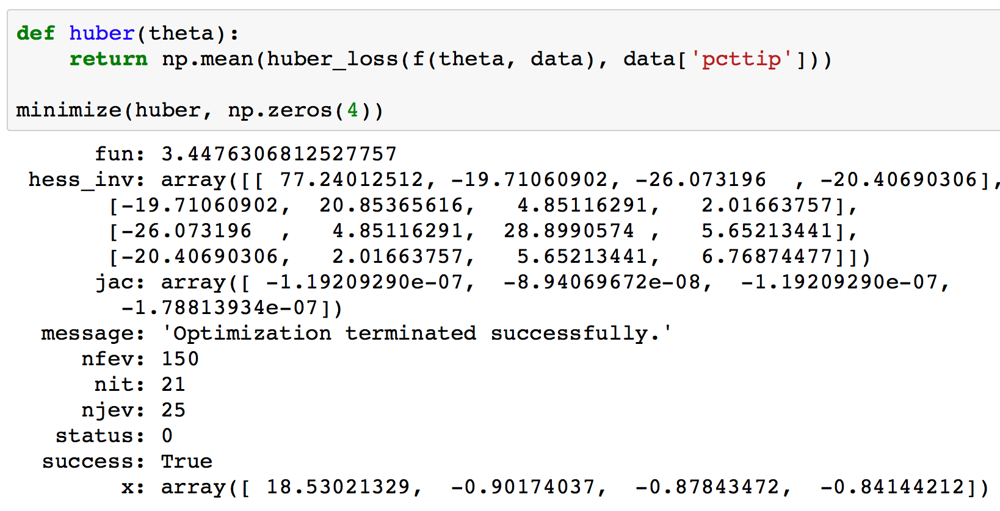 def huber(theta):
    return np.mean(huber_loss(f(theta, data), data['pcttip']))
minimize(huber, np.zeros(4))
      fun: 3.4476306812527757
 hess_inv: array([[ 77.24012512, -19.71060902, -26.073196  , -20.40690306],
       [-19.71060902,  20.85365616,   4.85116291,   2.01663757],
       [-26.073196  ,   4.85116291,  28.8990574 ,   5.65213441],
       [-20.40690306,   2.01663757,   5.65213441,   6.76874477]])
      jac: array([ -1.19209290e-07,  -8.94069672e-08,  -1.19209290e-07,
        -1.78813934e-07])
  message: 'Optimization terminated successfully.'
     nfev: 150
      nit: 21
     njev: 25
   status: 0
  success: True
        x: array([ 18.53021329,  -0.90174037,  -0.87843472,  -0.84144212])